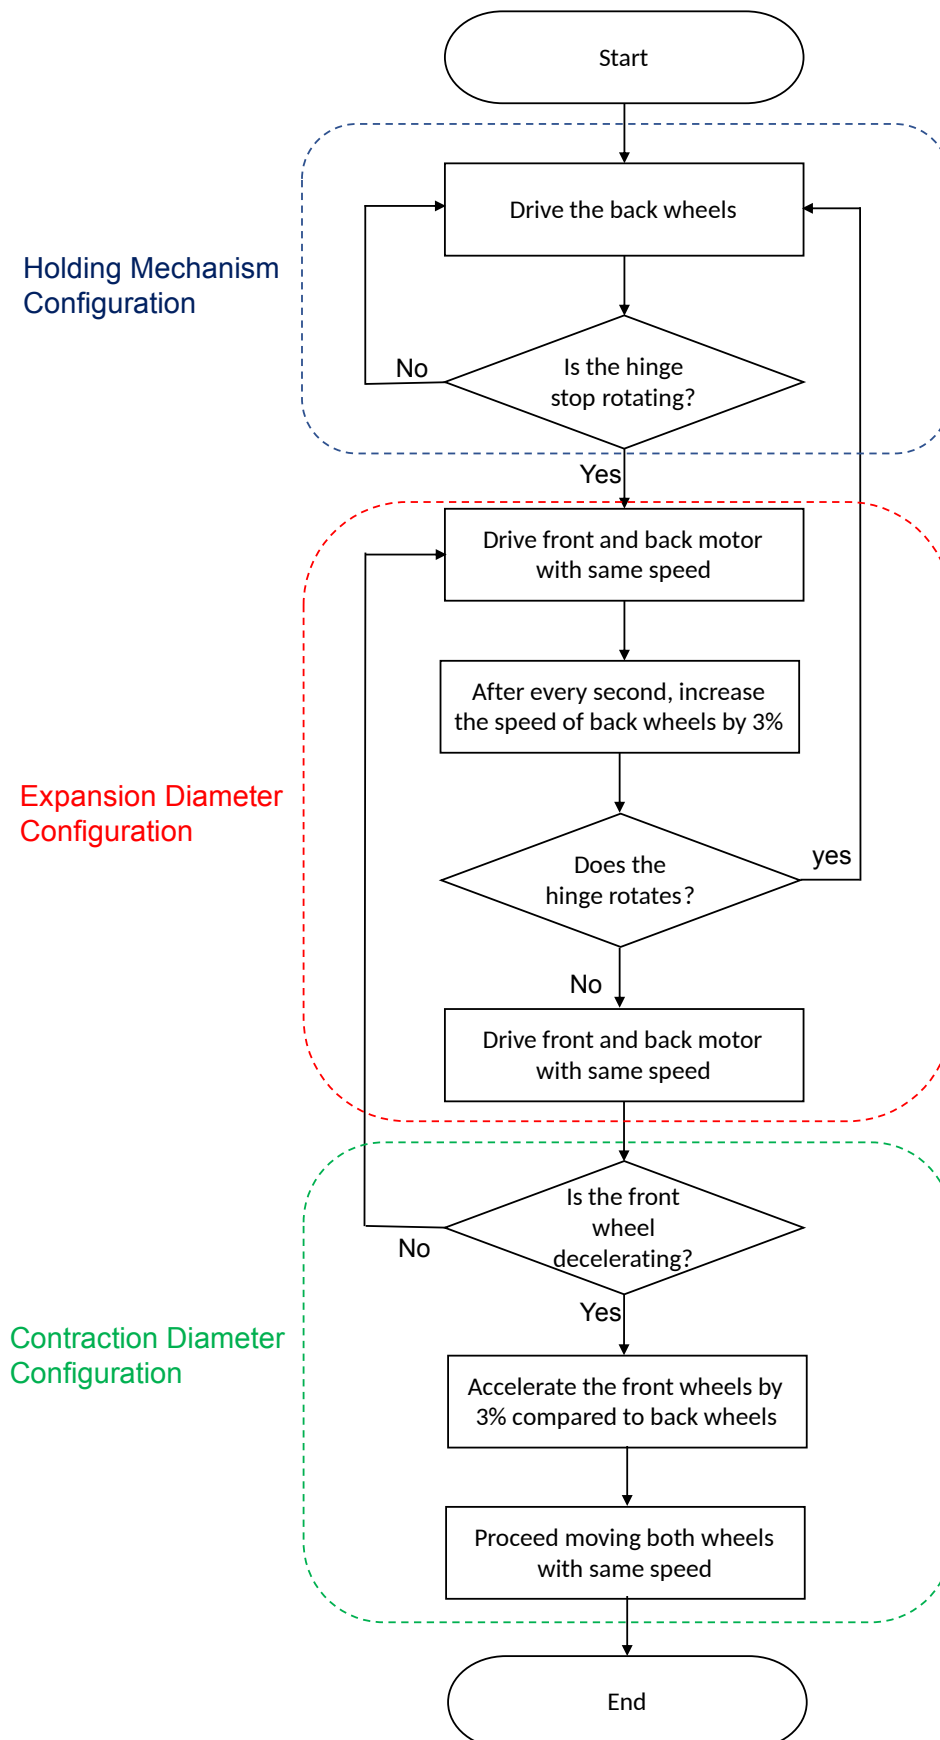 Start
Drive the back wheels
Holding Mechanism
Configuration
Is the hinge
stop rotating?
No
Yes
Drive front and back motor
with same speed
After every second, increase
the speed of back wheels by 3%
Expansion Diameter
Configuration
Does the
hinge rotates?
yes
No
Drive front and back motor
with same speed
Is the front
wheel
decelerating?
No
Yes
Contraction Diameter
Configuration
Accelerate the front wheels by
3% compared to back wheels
Proceed moving both wheels
with same speed
End